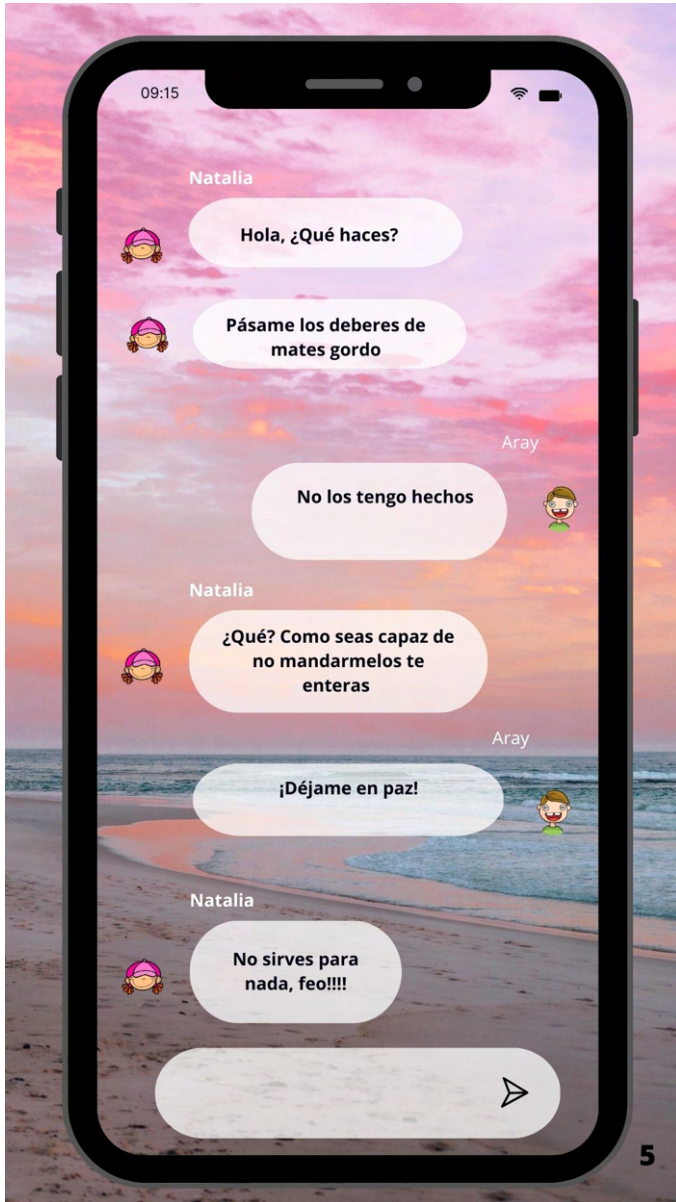 09:15
Natalia
Hola, ¿Qué haces?
Pásame los deberes de
mates gordo
Aray
No los tengo hechos
Natalia
¿Qué? Como seas capaz de
no mandarmelos te
enteras
Aray
¡Déjame en paz!
Natalia
No sirves para
nada, feo!!!!
5